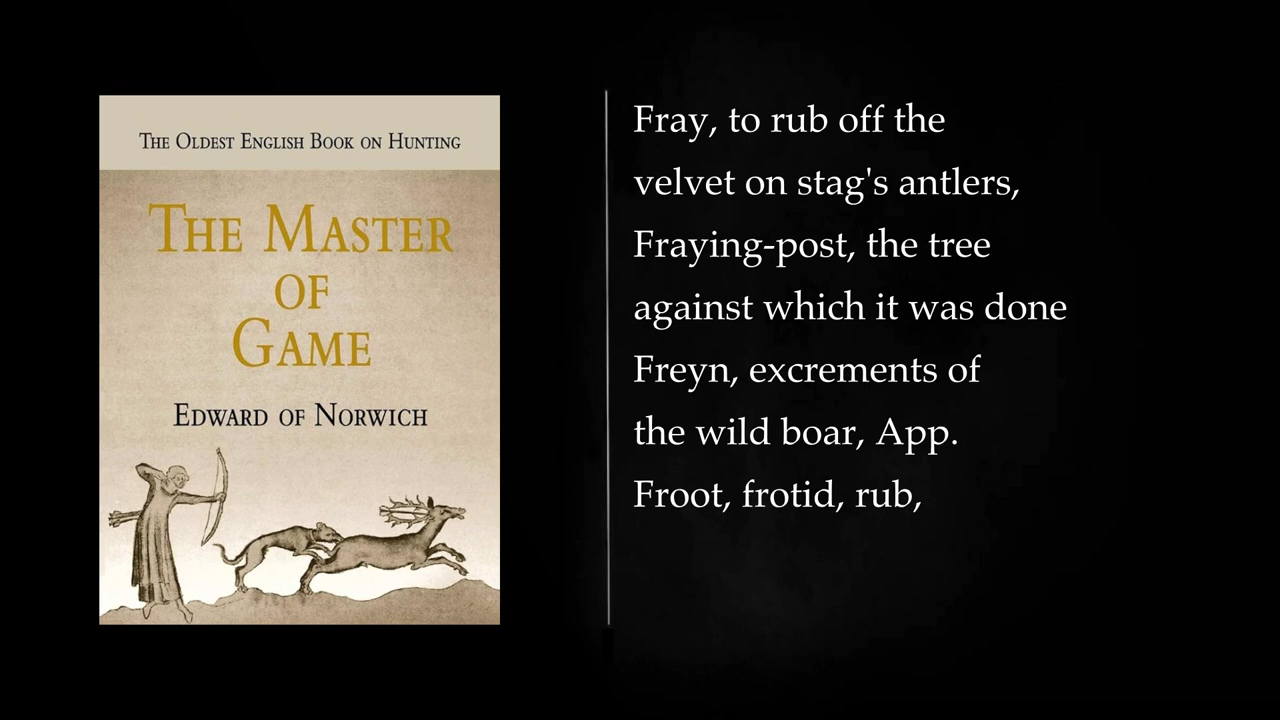 The Oldest English Book on Hunting
The Master
of
Game
Edward of Norwich
Fray, to rub off the
velvet on stag's antlers,
Fraying-post, the tree
against which it was done
Freyn, excrements of
the wild boar, App.
Froot, frotid, rub,